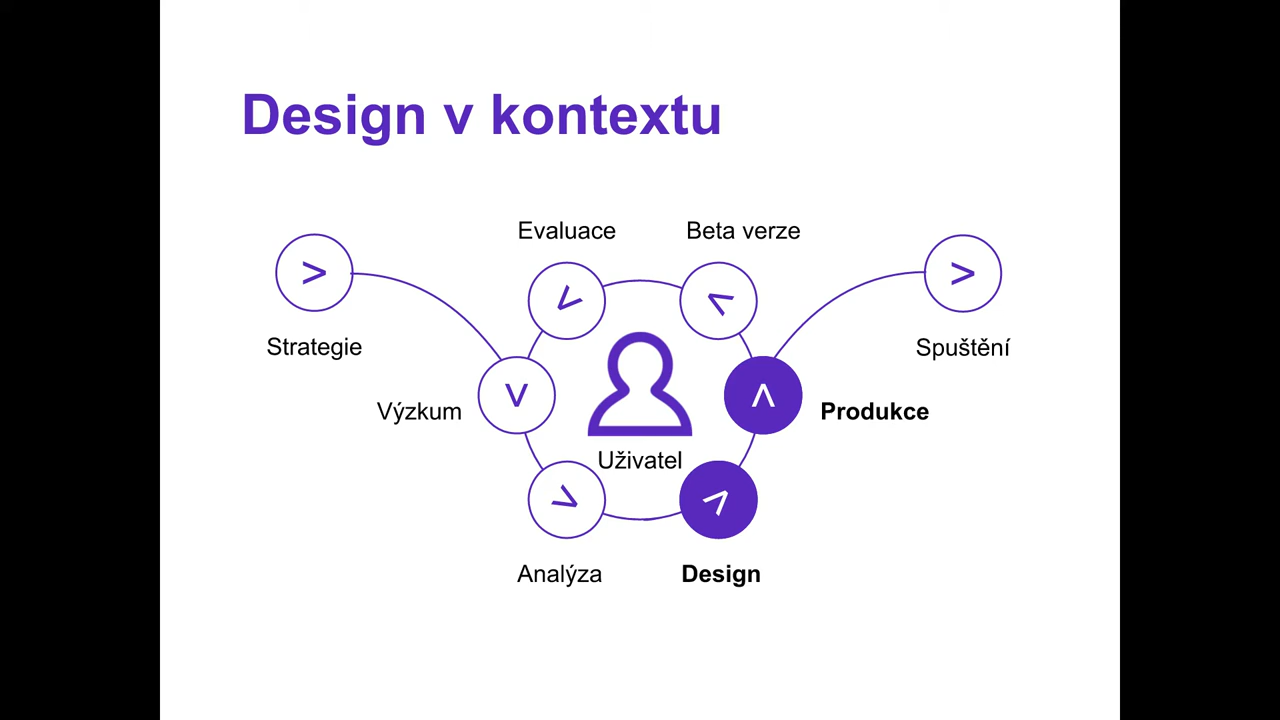 Design v kontextu
Evaluace
Beta verze
Strategie
Spuštění
Výzkum
Produkce
Uživatel
Analýza
Design